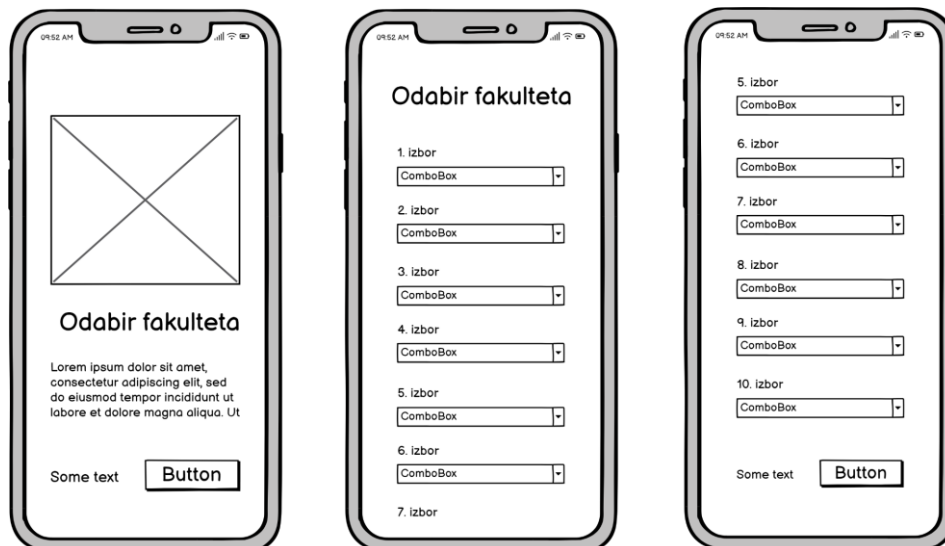 09:52 AM
Odabir fakulteta
Lorem ipsum dolor sit amet,
consectetur adipiscing elit, sed
do eiusmod tempor incididunt ut
labore et dolore magna aliqua. Ut
Some text
Button
09:52 AM
Odabir fakulteta
1. izbor
ComboBox
2. izbor
ComboBox
3. izbor
ComboBox
4. izbor
ComboBox
5. izbor
ComboBox
6. izbor
ComboBox
7. izbor
09:52 AM
5. izbor
ComboBox
6. izbor
ComboBox
7. izbor
ComboBox
8. izbor
ComboBox
9. izbor
ComboBox
10. izbor
ComboBox
Some text
Button